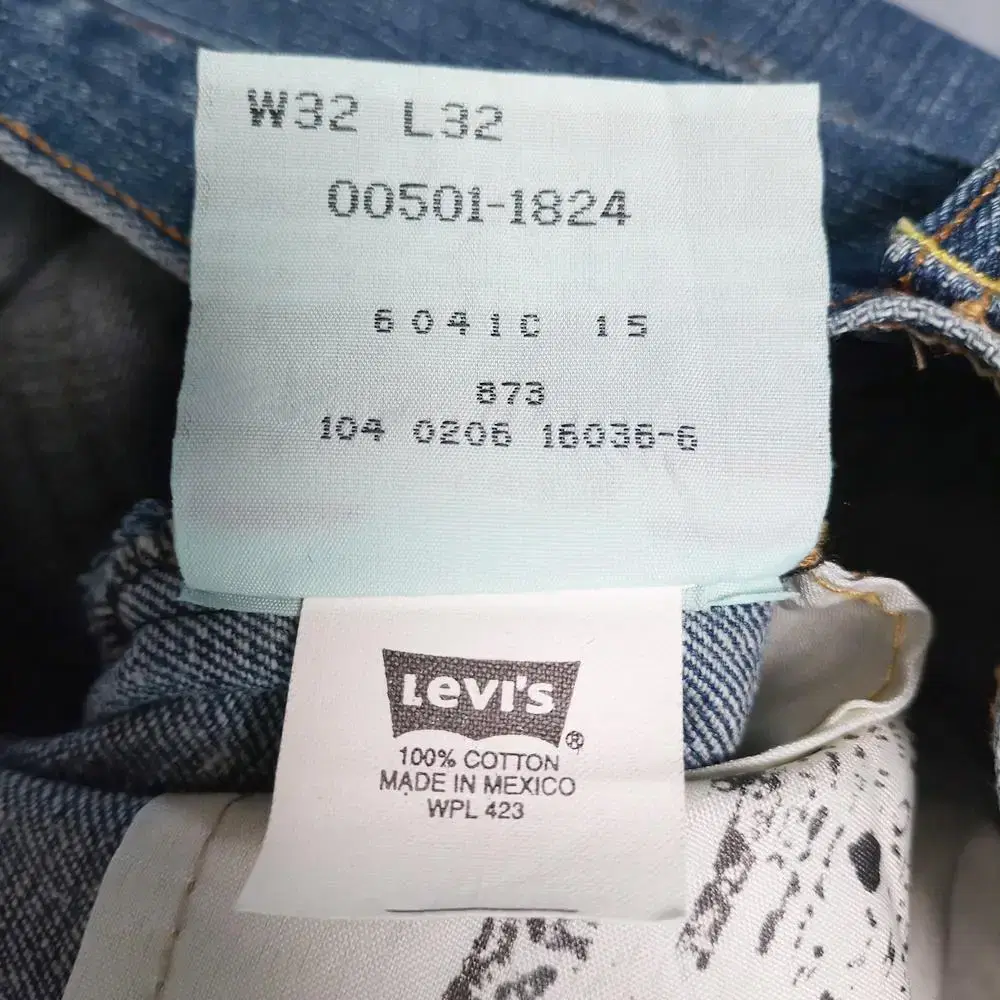 W32 L32
00501-1824
6041C 15
873
104 0206 16036-6
Levi's ®
100% COTTON
MADE IN MEXICO
WPL 423